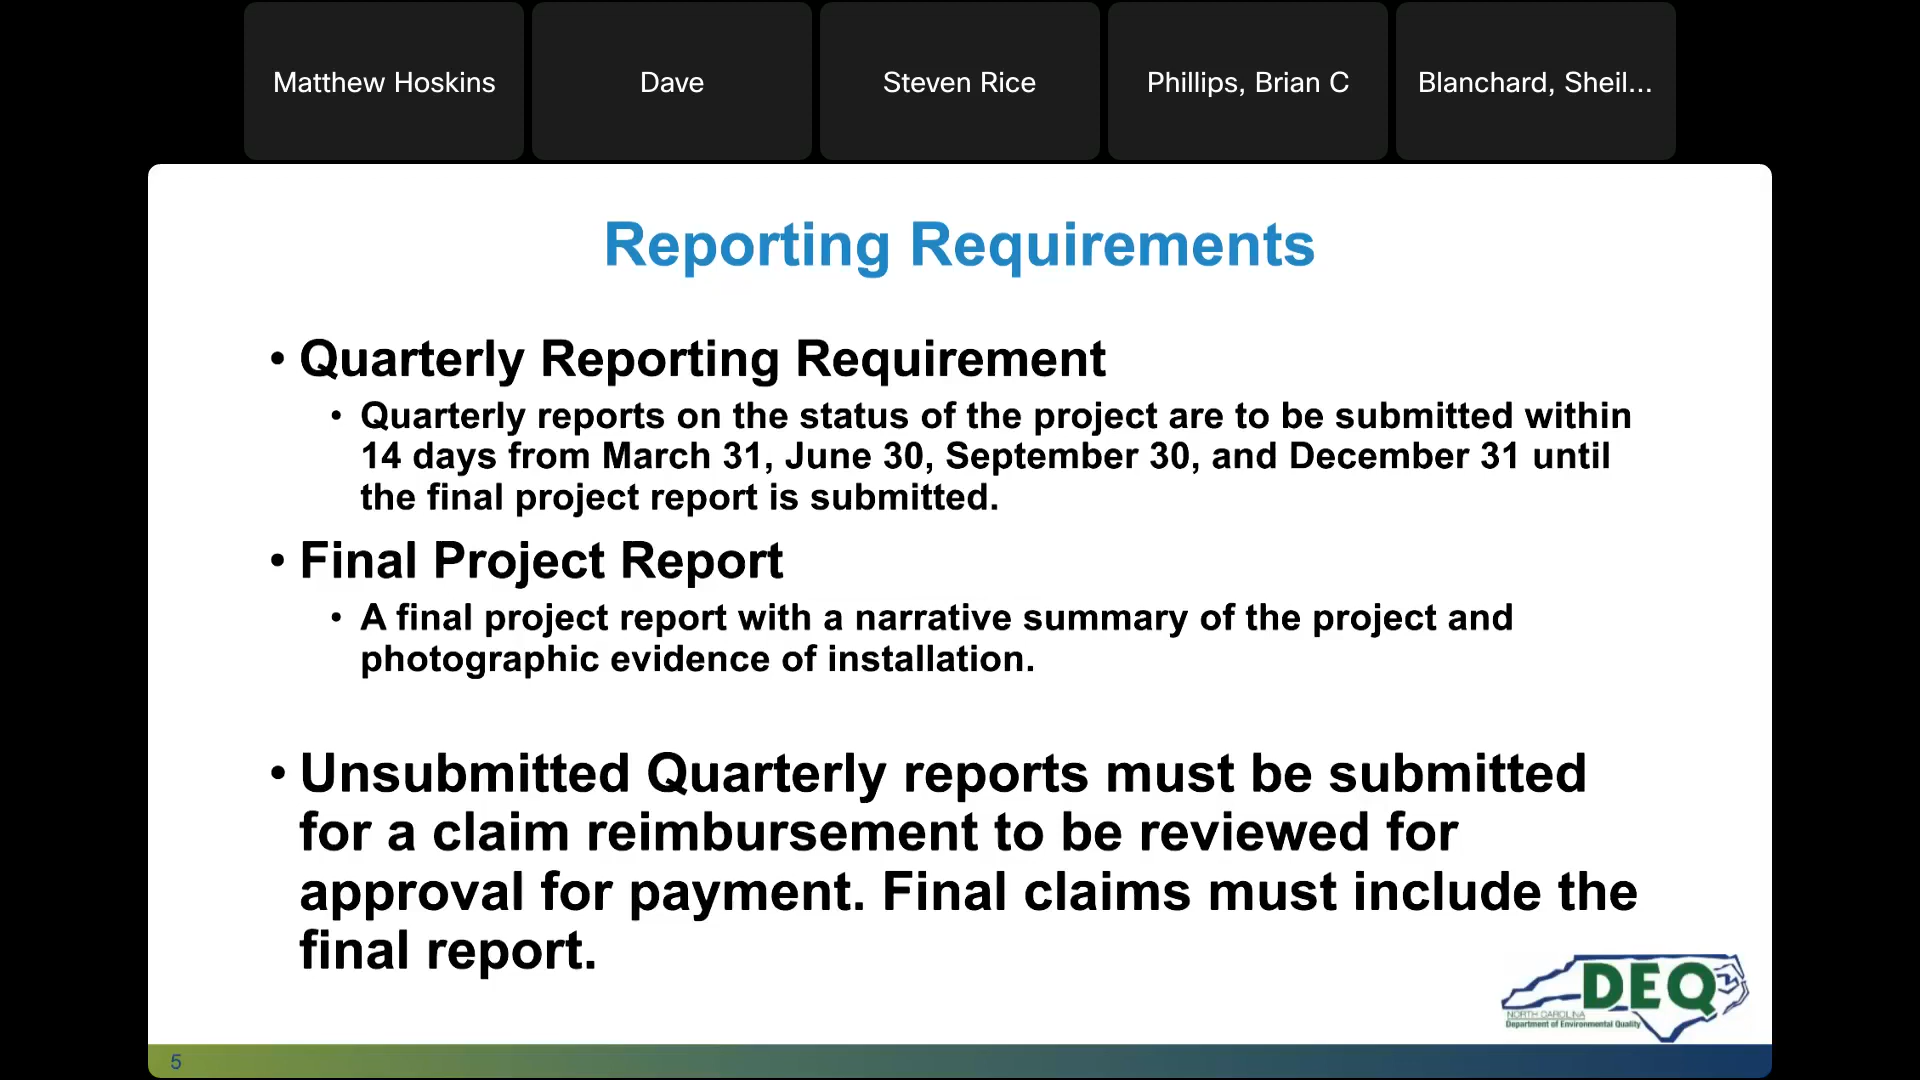 Matthew Hoskins
Dave
Steven Rice
Phillips, Brian C
Blanchard, Sheil...
Reporting Requirements
• Quarterly Reporting Requirement
• Quarterly reports on the status of the project are to be submitted within
14 days from March 31, June 30, September 30, and December 31 until
the final project report is submitted.
• Final Project Report
• A final project report with a narrative summary of the project and
photographic evidence of installation.
• Unsubmitted Quarterly reports must be submitted
for a claim reimbursement to be reviewed for
approval for payment. Final claims must include the
final report.
DEQ
NORTH CAROLINA
Department of Environmental Quality
5